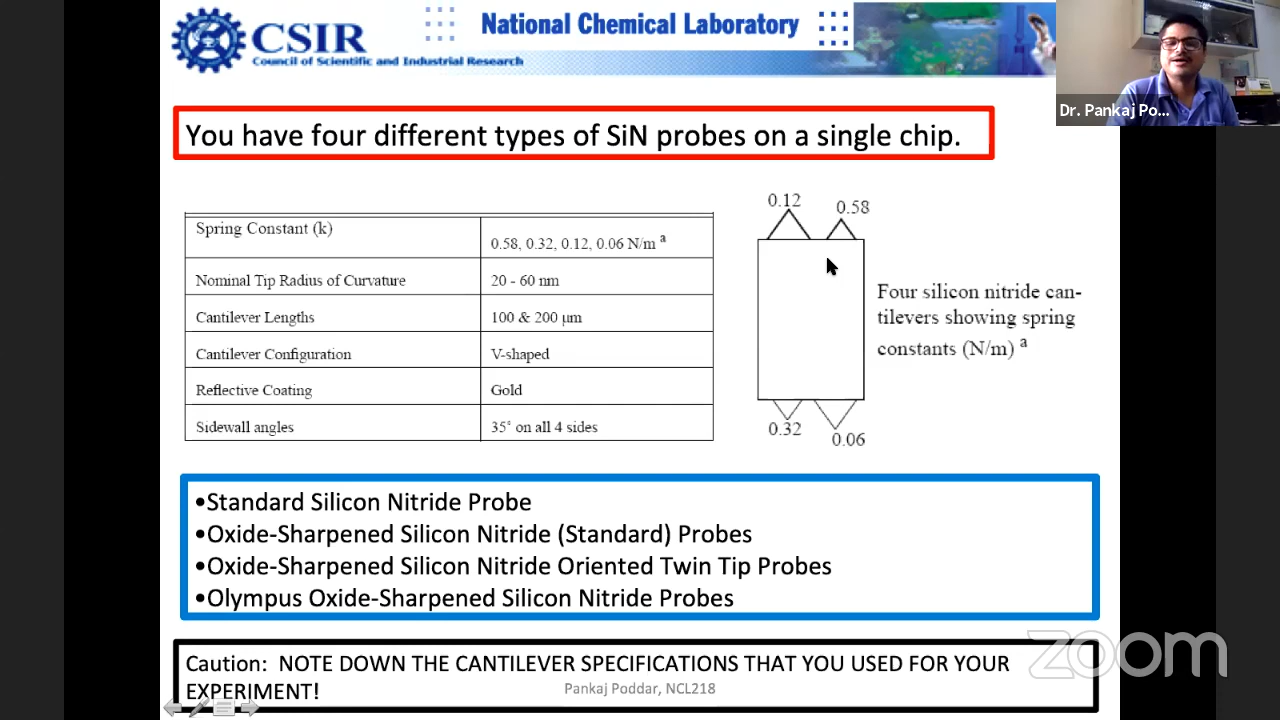 CSIR
Council of Scientific and Industrial Research
National Chemical Laboratory
Dr. Pankaj Po...
You have four different types of SiN probes on a single chip.
Spring Constant (k)
0.58, 0.32, 0.12, 0.06 N/m a
Nominal Tip Radius of Curvature
20 - 60 nm
Cantilever Lengths
100 & 200 μm
Cantilever Configuration
V-shaped
Reflective Coating
Gold
Sidewall angles
35° on all 4 sides
0.12
0.58
0.32
0.06
Four silicon nitride can-
tilevers showing spring
constants (N/m) a
•Standard Silicon Nitride Probe
•Oxide-Sharpened Silicon Nitride (Standard) Probes
•Oxide-Sharpened Silicon Nitride Oriented Twin Tip Probes
•Olympus Oxide-Sharpened Silicon Nitride Probes
Caution: NOTE DOWN THE CANTILEVER SPECIFICATIONS THAT YOU USED FOR YOUR
EXPERIMENT!
Pankaj Poddar, NCL218
zoom